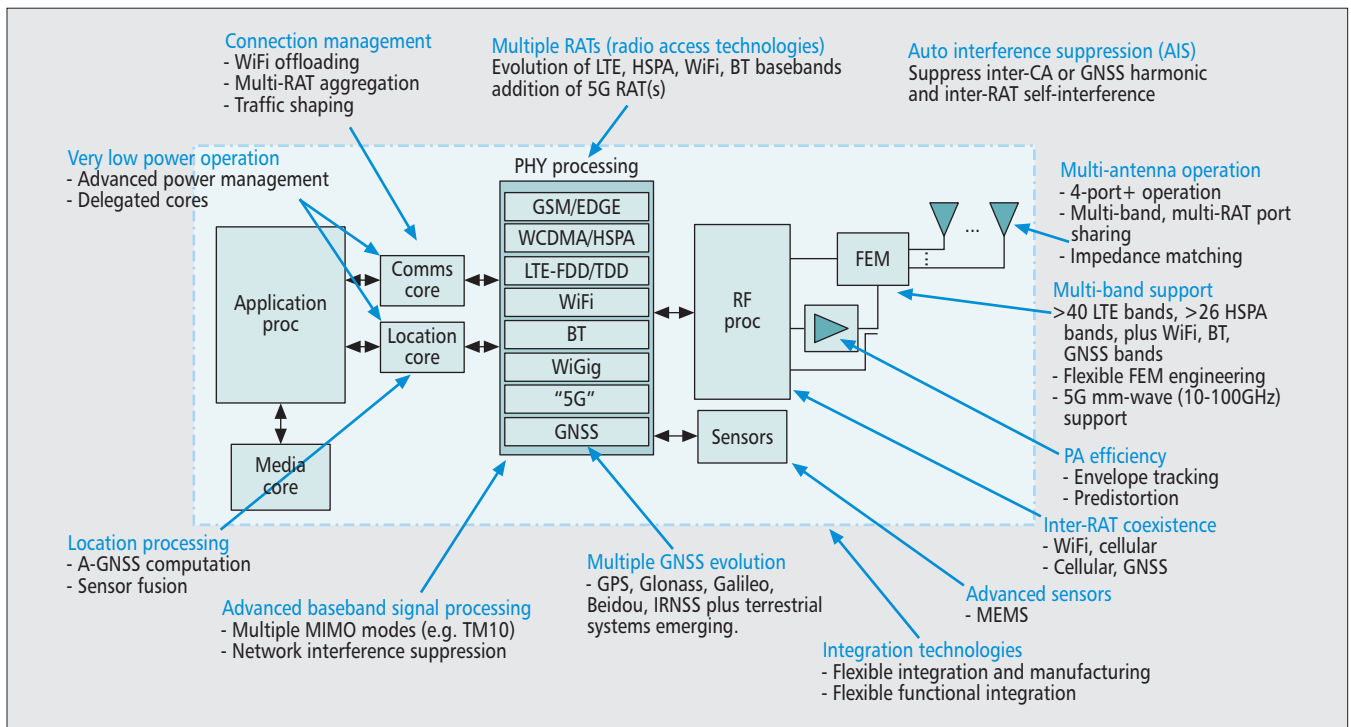 Connection management
- WiFi offloading
- Multi-RAT aggregation
- Traffic shaping
Multiple RATs (radio access technologies)
Evolution of LTE, HSPA, WiFi, BT basebands
addition of 5G RAT(s)
Auto interference suppression (AIS)
Suppress inter-CA or GNSS harmonic
and inter-RAT self-interference
Very low power operation
- Advanced power management
- Delegated cores
PHY processing
GSM/EDGE
WCDMA/HSPA
LTE-FDD/TDD
WiFi
BT
WiGig
"5G"
GNSS
Application
proc
Comms
core
Location
core
Media
core
RF
proc
Sensors
FEM
...
Multi-antenna operation
- 4-port+ operation
- Multi-band, multi-RAT port
sharing
- Impedance matching
Multi-band support
>40 LTE bands, >26 HSPA
bands, plus WiFi, BT,
GNSS bands
- Flexible FEM engineering
- 5G mm-wave (10-100GHz)
support
PA efficiency
- Envelope tracking
- Predistortion
Inter-RAT coexistence
- WiFi, cellular
- Cellular, GNSS
Advanced sensors
- MEMS
Integration technologies
- Flexible integration and manufacturing
- Flexible functional integration
Multiple GNSS evolution
- GPS, Glonass, Galileo,
Beidou, IRNSS plus terrestrial
systems emerging.
Location processing
- A-GNSS computation
- Sensor fusion
Advanced baseband signal processing
- Multiple MIMO modes (e.g. TM10)
- Network interference suppression